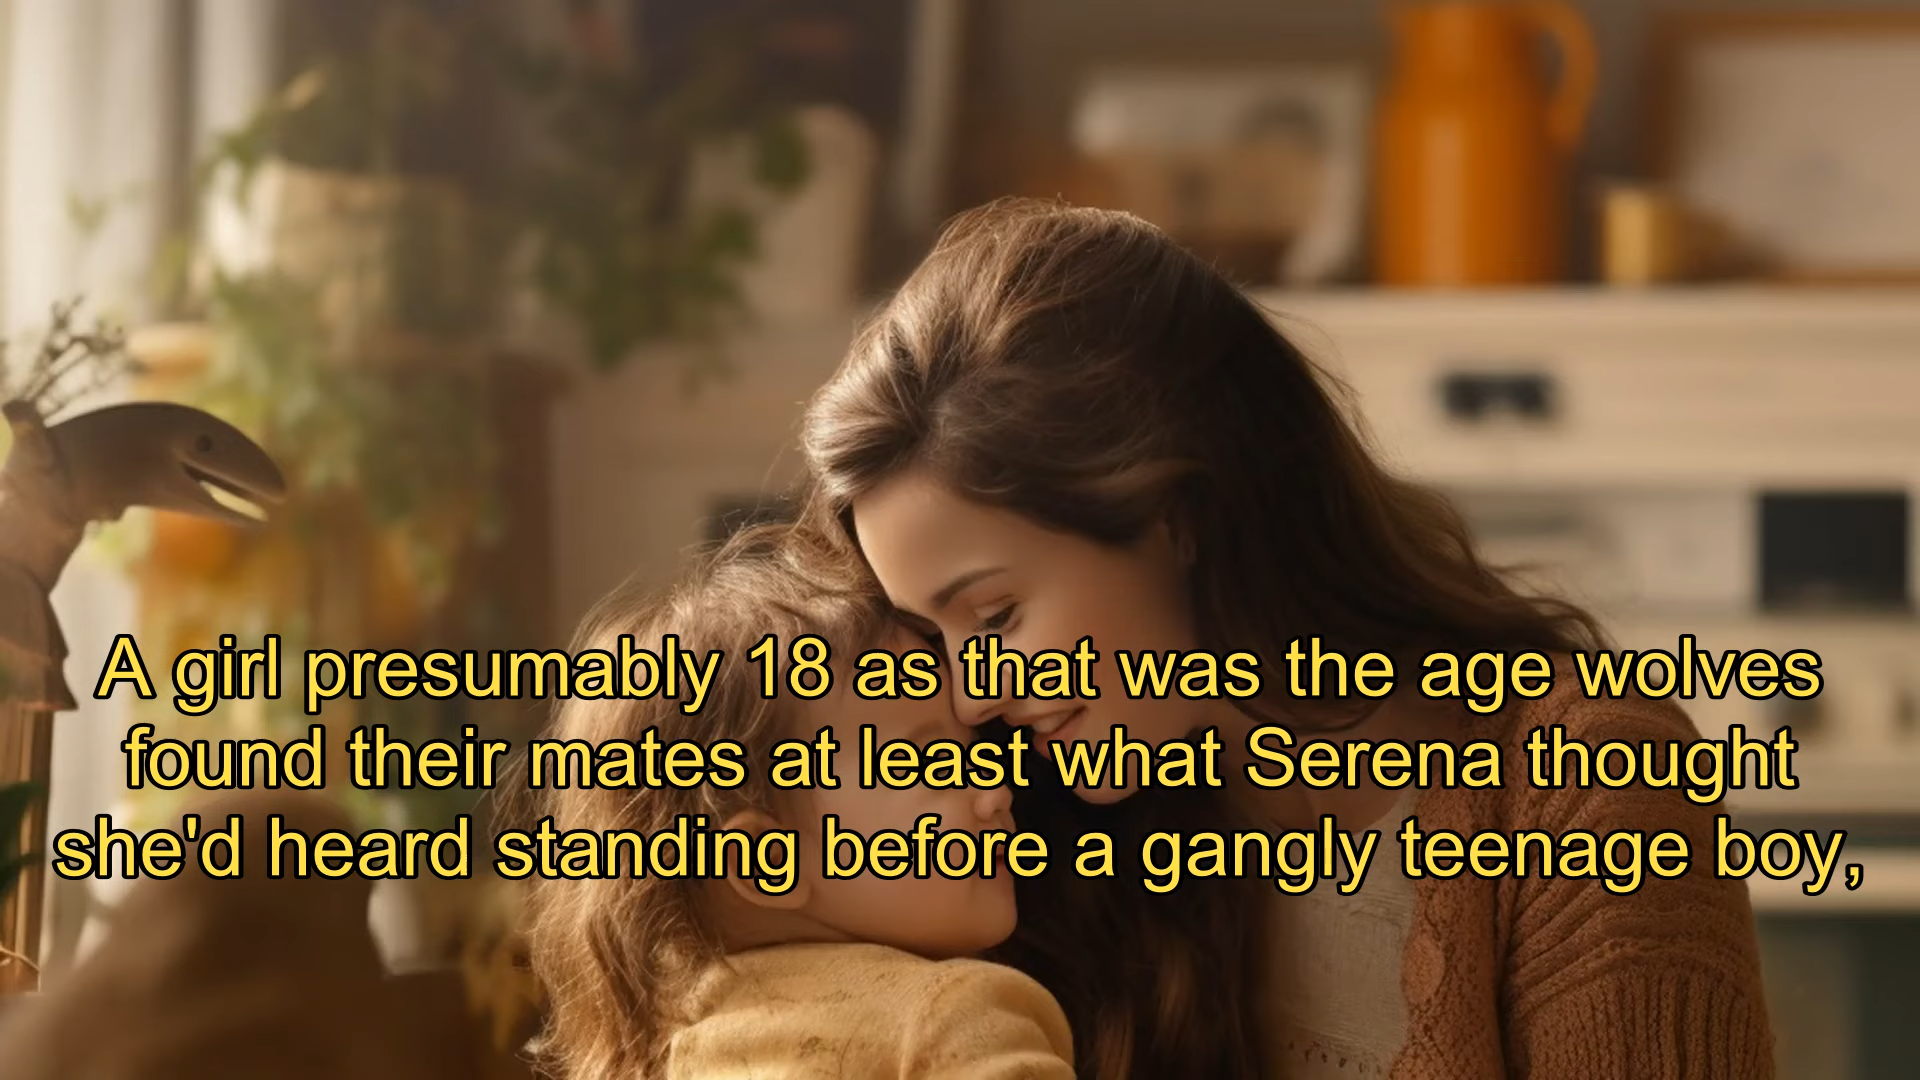 A girl presumably 18 as that was the age wolves
found their mates at least what Serena thought
she'd heard standing before a gangly teenage boy,